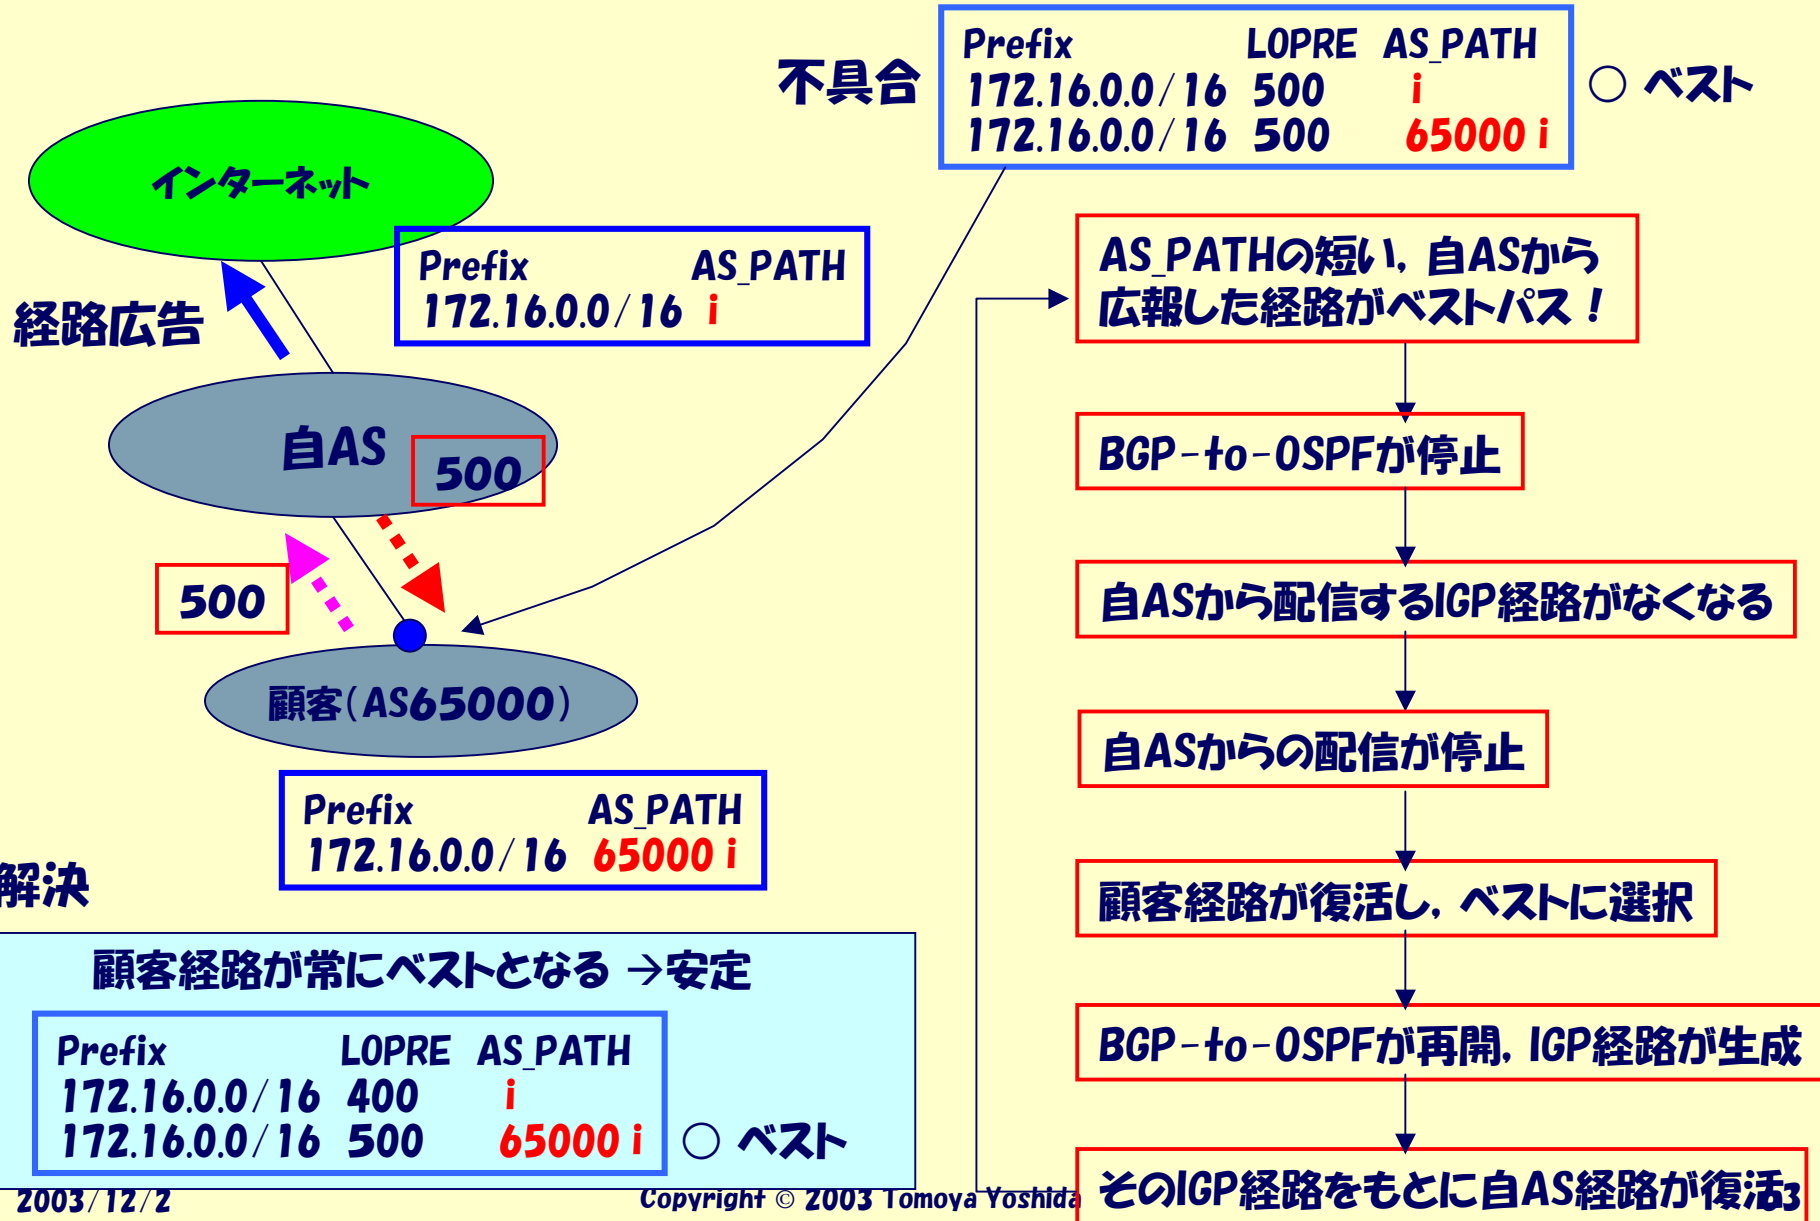 不具合
Prefix LOPRE AS_PATH
172.16.0.0/16 500 i
172.16.0.0/16 500 65000 i
○ ベスト
インターネット
経路広告
Prefix AS_PATH
172.16.0.0/16 i
自AS
500
500
顧客(AS65000)
Prefix AS_PATH
172.16.0.0/16 65000 i
AS_PATHの短い, 自ASから
広報した経路がベストパス！
BGP-to-OSPFが停止
自ASから配信するIGP経路がなくなる
自ASからの配信が停止
顧客経路が復活し, ベストに選択
BGP-to-OSPFが再開, IGP経路が生成
そのIGP経路をもとに自AS経路が復活
解決
顧客経路が常にベストとなる →安定
Prefix LOPRE AS_PATH
172.16.0.0/16 400 i
172.16.0.0/16 500 65000 i
○ ベスト
2003/12/2
Copyright © 2003 Tomoya Yoshida